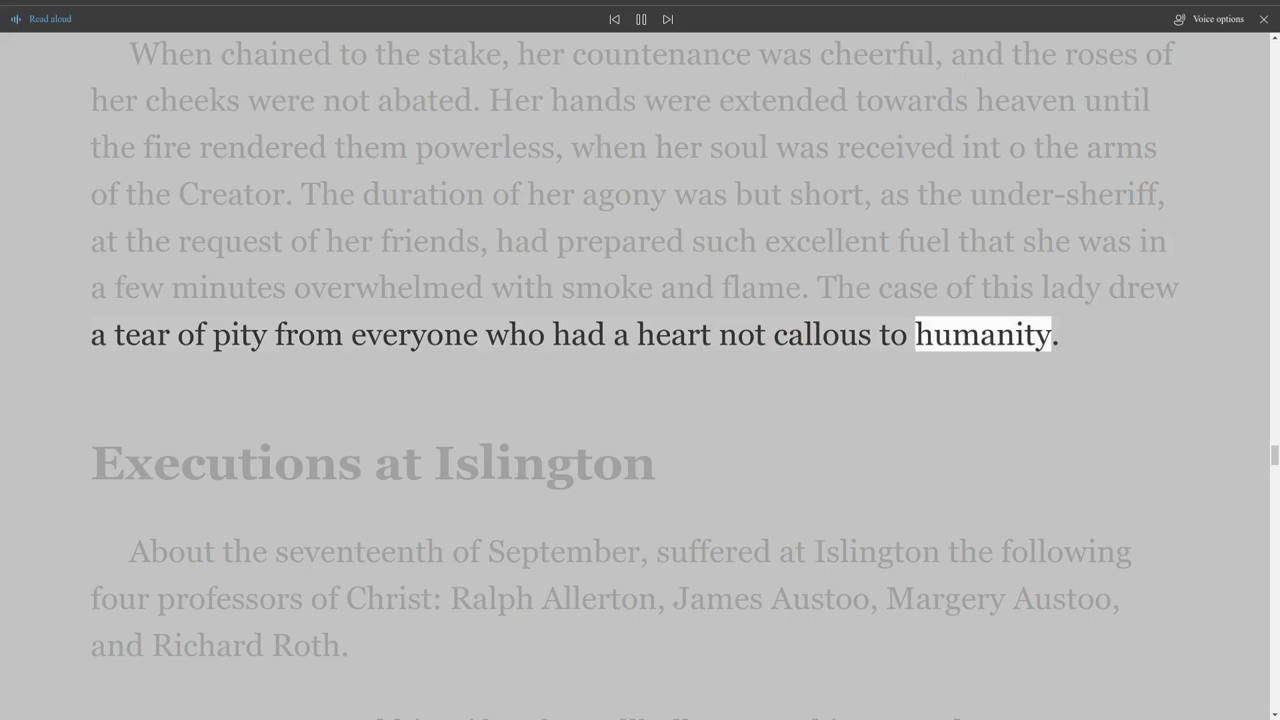 Read aloud
Voice options
When chained to the stake, her countenance was cheerful, and the roses of
her cheeks were not abated. Her hands were extended towards heaven until
the fire rendered them powerless, when her soul was received int o the arms
of the Creator. The duration of her agony was but short, as the under-sheriff,
at the request of her friends, had prepared such excellent fuel that she was in
a few minutes overwhelmed with smoke and flame. The case of this lady drew
a tear of pity from everyone who had a heart not callous to humanity.
Executions at Islington
About the seventeenth of September, suffered at Islington the following
four professors of Christ: Ralph Allerton, James Austoo, Margery Austoo,
and Richard Roth.